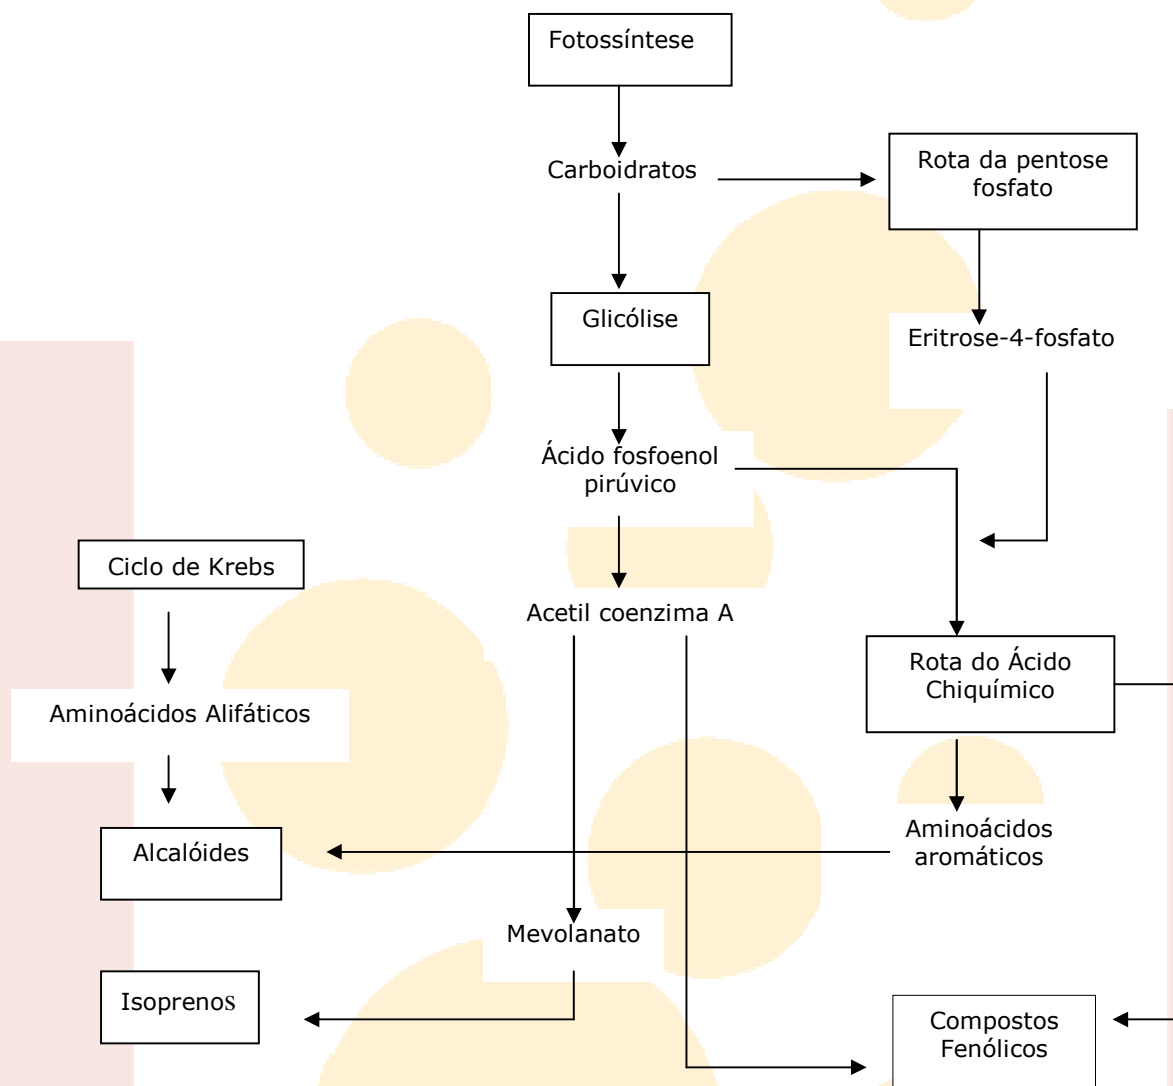 Fotossíntese
Carboidratos
Rota da pentose
fosfato
Glicólise
Eritrose-4-fosfato
Ácido fosfoenol
pirúvico
Ciclo de Krebs
Acetil coenzima A
Rota do Ácido
Chiquímico
Aminoácidos Alifáticos
Aminoácidos
aromáticos
Alcalóides
Mevolanato
Isoprenos
Compostos
Fenólicos